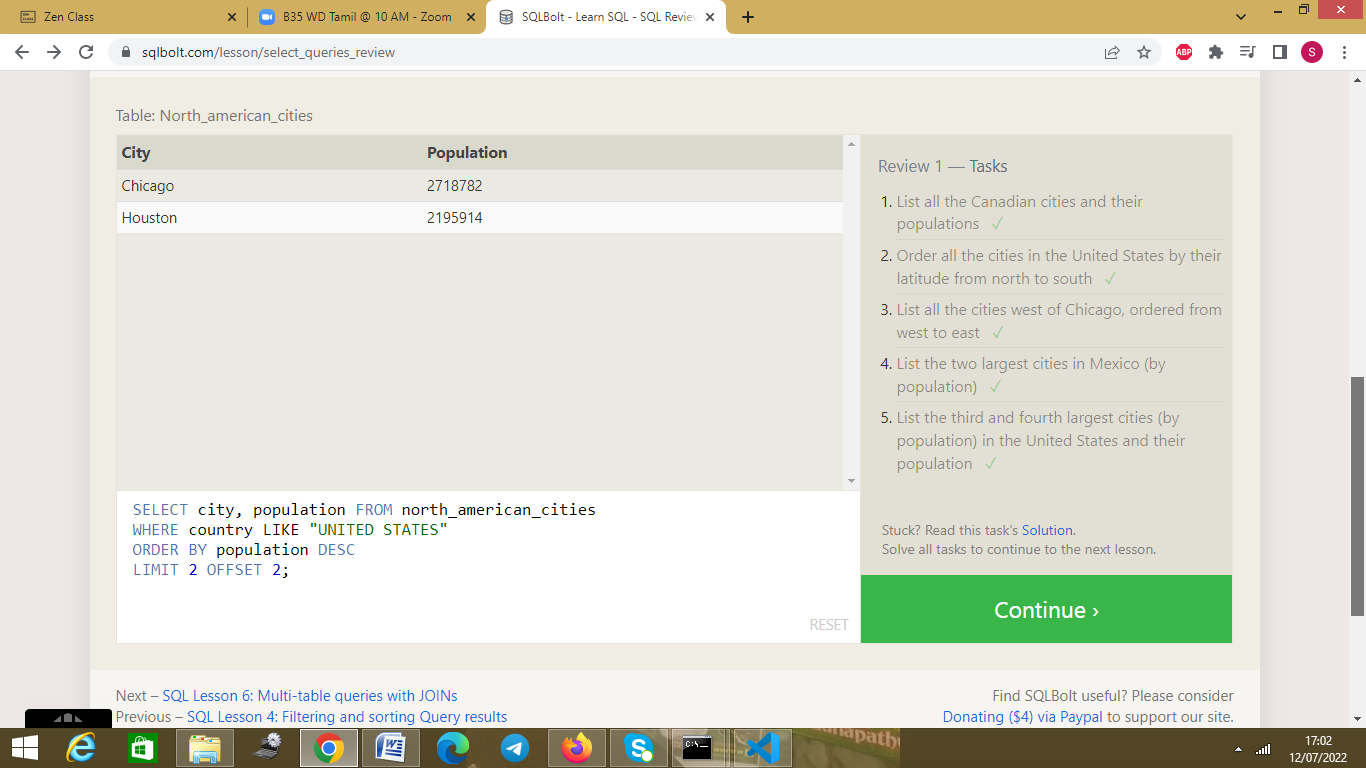 Zen Class
B35 WD Tamil @ 10 AM - Zoom
SQLBolt - Learn SQL - SQL Review
sqlbolt.com/lesson/select_queries_review
ABP
S
Table: North_american_cities
City Population
Chicago 2718782
Houston 2195914
Review 1 — Tasks
1. List all the Canadian cities and their
populations ✓
2. Order all the cities in the United States by their
latitude from north to south ✓
3. List all the cities west of Chicago, ordered from
west to east ✓
4. List the two largest cities in Mexico (by
population) ✓
5. List the third and fourth largest cities (by
population) in the United States and their
population ✓
SELECT city, population FROM north_american_cities
WHERE country LIKE "UNITED STATES"
ORDER BY population DESC
LIMIT 2 OFFSET 2;
RESET
Stuck? Read this task's Solution.
Solve all tasks to continue to the next lesson.
Continue ›
Next – SQL Lesson 6: Multi-table queries with JOINs
Previous – SQL Lesson 4: Filtering and sorting Query results
Find SQLBolt useful? Please consider
Donating ($4) via Paypal to support our site.
17:02
12/07/2022